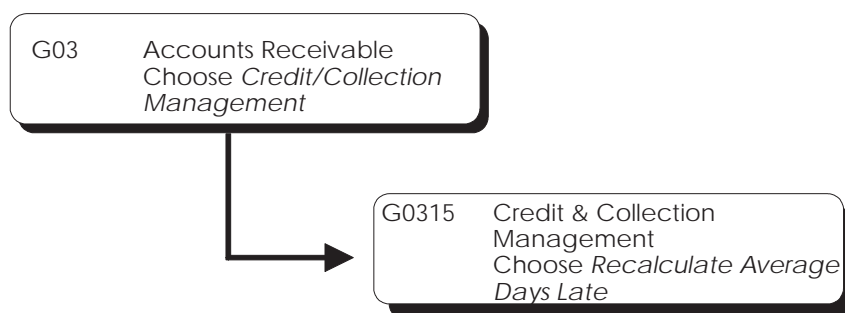 G03 Accounts Receivable
Choose Credit/Collection
Management
G0315 Credit & Collection
Management
Choose Recalculate Average
Days Late